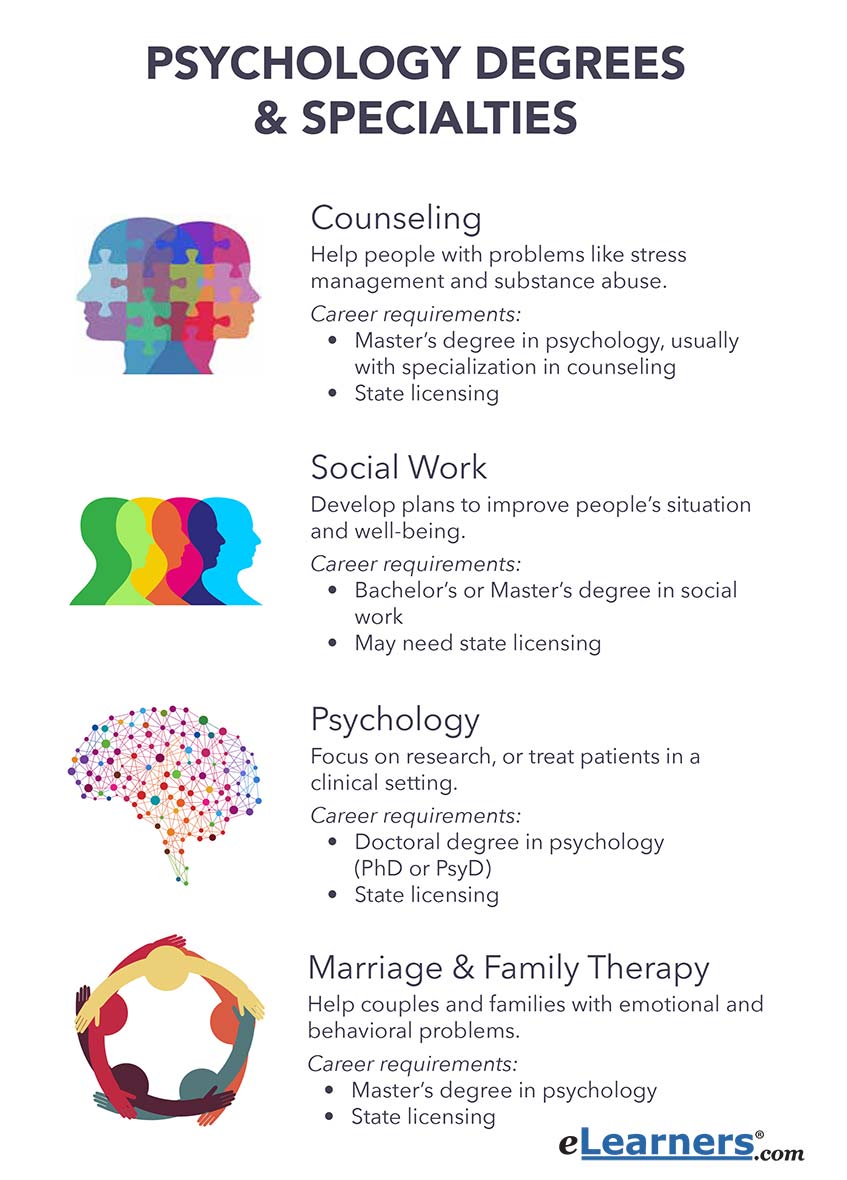 PSYCHOLOGY DEGREES
& SPECIALTIES
Counseling
Help people with problems like stress
management and substance abuse.
Career requirements:
• Master’s degree in psychology, usually
with specialization in counseling
• State licensing
Social Work
Develop plans to improve people’s situation
and well-being.
Career requirements:
• Bachelor’s or Master’s degree in social
work
• May need state licensing
Psychology
Focus on research, or treat patients in a
clinical setting.
Career requirements:
• Doctoral degree in psychology
(PhD or PsyD)
• State licensing
Marriage & Family Therapy
Help couples and families with emotional and
behavioral problems.
Career requirements:
• Master’s degree in psychology
• State licensing
eLearners®.com